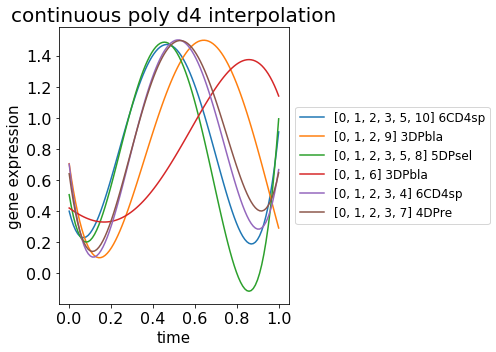 continuous poly d4 interpolation
gene expression
1.4
1.2
1.0
0.8
0.6
0.4
0.2
0.0
0.0 0.2 0.4 0.6 0.8 1.0
time
[0, 1, 2, 3, 5, 10] 6CD4sp
[0, 1, 2, 9] 3DPbla
[0, 1, 2, 3, 5, 8] 5DPsel
[0, 1, 6] 3DPbla
[0, 1, 2, 3, 4] 6CD4sp
[0, 1, 2, 3, 7] 4DPre